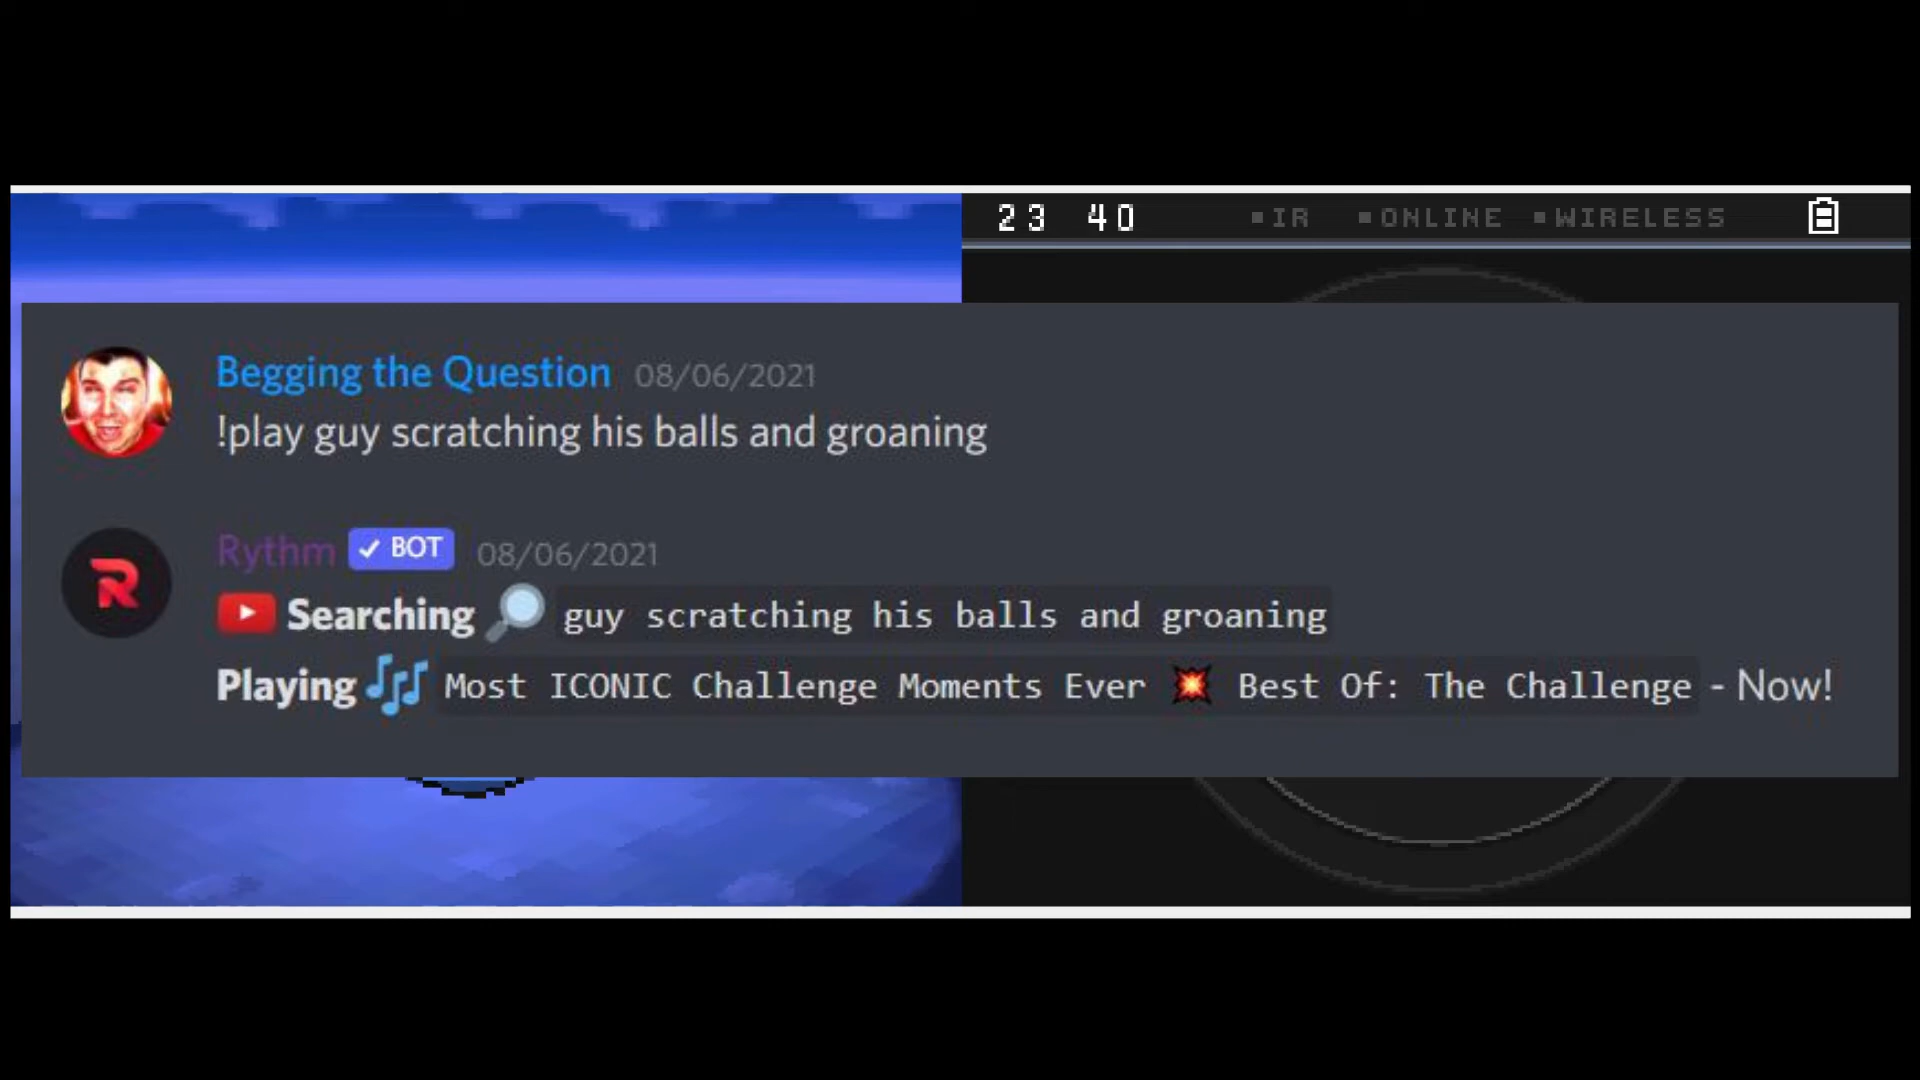 23 40 IR ONLINE WIRELESS
Begging the Question 08/06/2021
!play guy scratching his balls and groaning
R
Rythm BOT 08/06/2021
Searching 🔎 guy scratching his balls and groaning
Playing 🎶 Most ICONIC Challenge Moments Ever 💥 Best Of: The Challenge - Now!